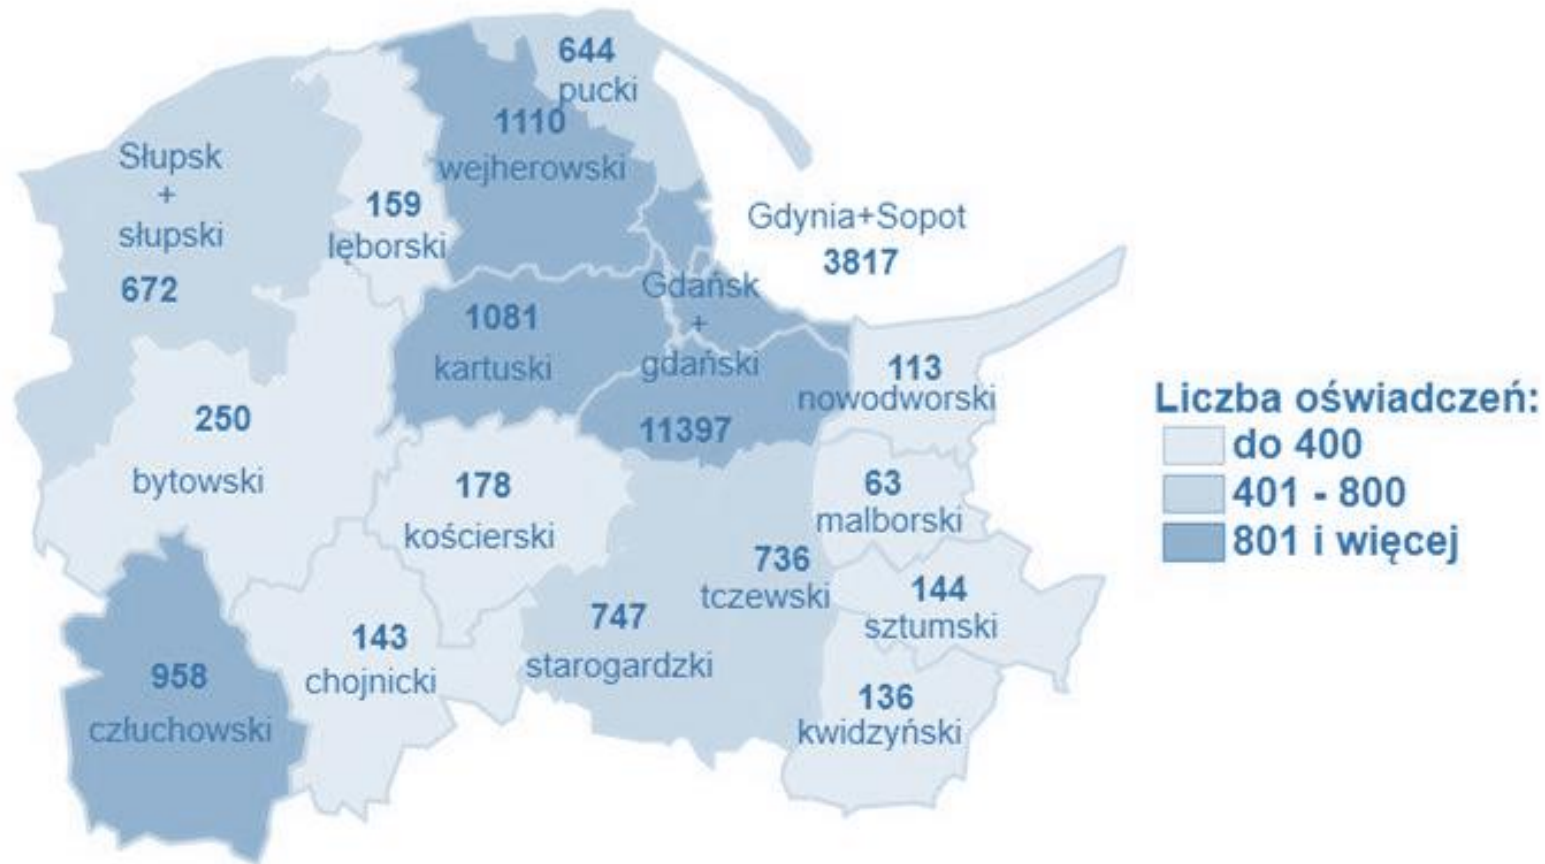 644
pucki
1110
wejherowski
Słupsk
+
słupski
672
159
lęborski
Gdynia+Sopot
3817
Gdańsk
+
gdański
11397
1081
kartuski
113
nowodworski
250
bytowski
178
kościerski
63
malborski
736
tczewski
144
sztumski
747
starogardzki
143
chojnicki
958
człuchowski
136
kwidzyński
Liczba oświadczeń:
do 400
401 - 800
801 i więcej